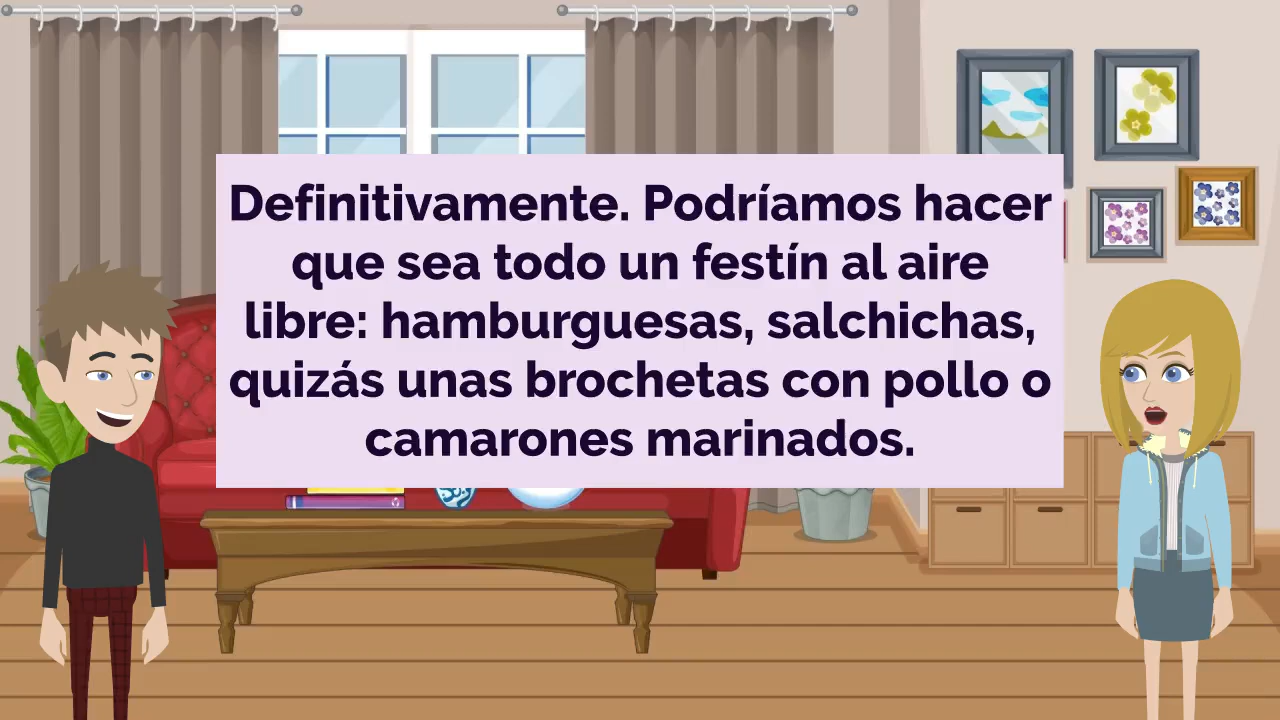 Definitivamente. Podríamos hacer
que sea todo un festín al aire
libre: hamburguesas, salchichas,
quizás unas brochetas con pollo o
camarones marinados.